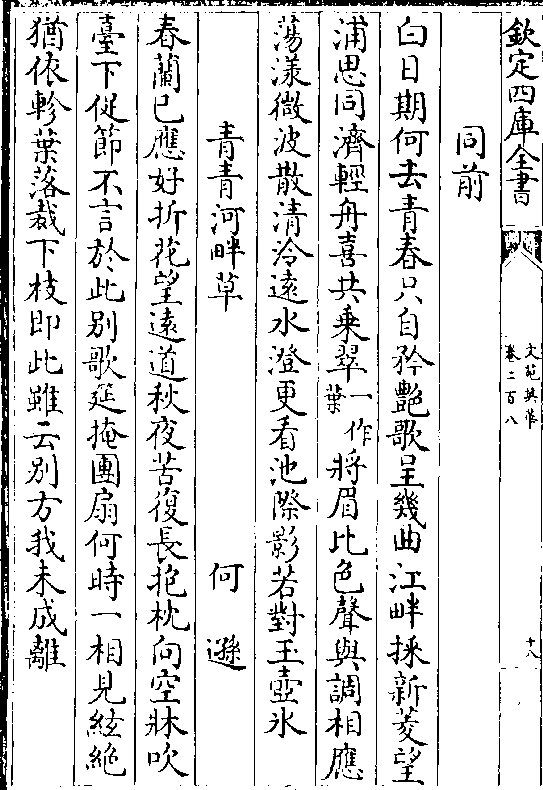 欽定四庫全書
文苑英華
卷二百八
十八
同前
白日期何去青春只自矜艷歌呈幾曲江畔採新菱望
浦思同濟輕舟喜共乗翠一作葉將眉比色聲與調相應
蕩漾微波散清泠遠水澄更看池際影若對玉壺氷
青青河畔草 何遜
春蘭已應好折花望遠道秋夜苦復長抱枕向空牀吹
臺下促節不言於此别歌筵掩團扇何時一相見絃絶
猶依軫葉落裁下枝即此雖云别方我未成離